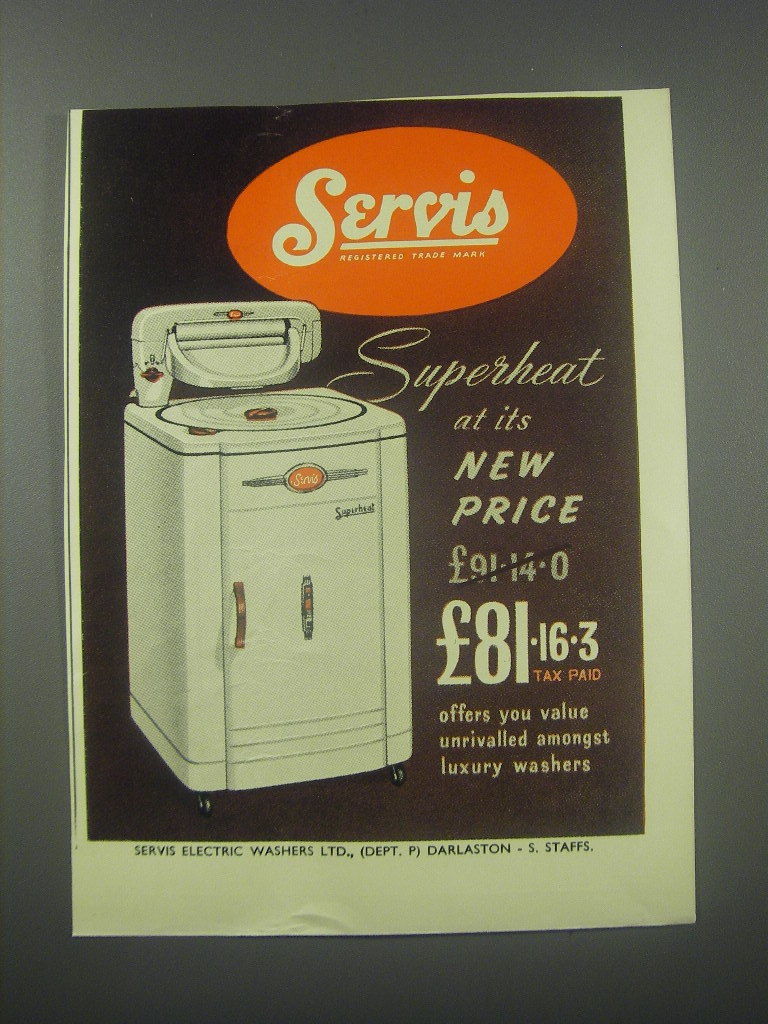 Servis
REGISTERED TRADE MARK
Superheat
at its
NEW
PRICE
£91·14·0
£81·16·3
TAX PAID
offers you value
unrivalled amongst
luxury washers
Servis
Superheat
SERVIS ELECTRIC WASHERS LTD., (DEPT. P) DARLASTON - S. STAFFS.